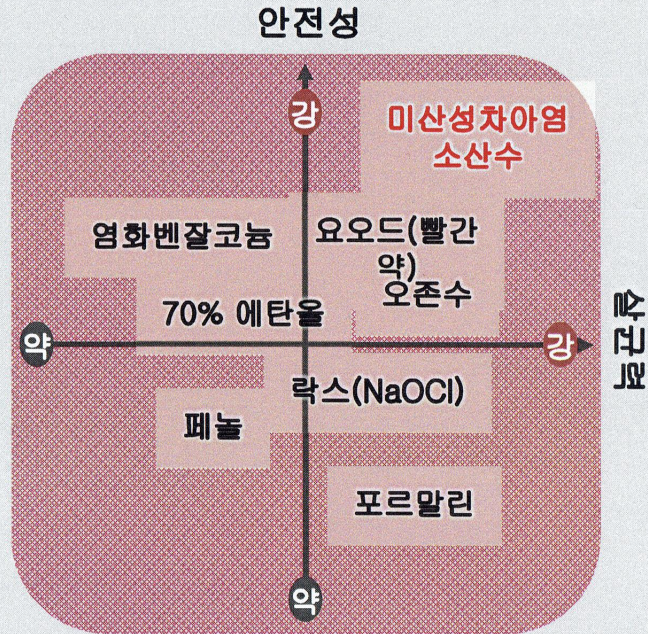 안전성
강
미산성차아염
소산수
염화벤잘코늄
요오드(빨간
약)
오존수
70% 에탄올
약
강
살균력
락스(NaOCl)
페놀
포르말린
약